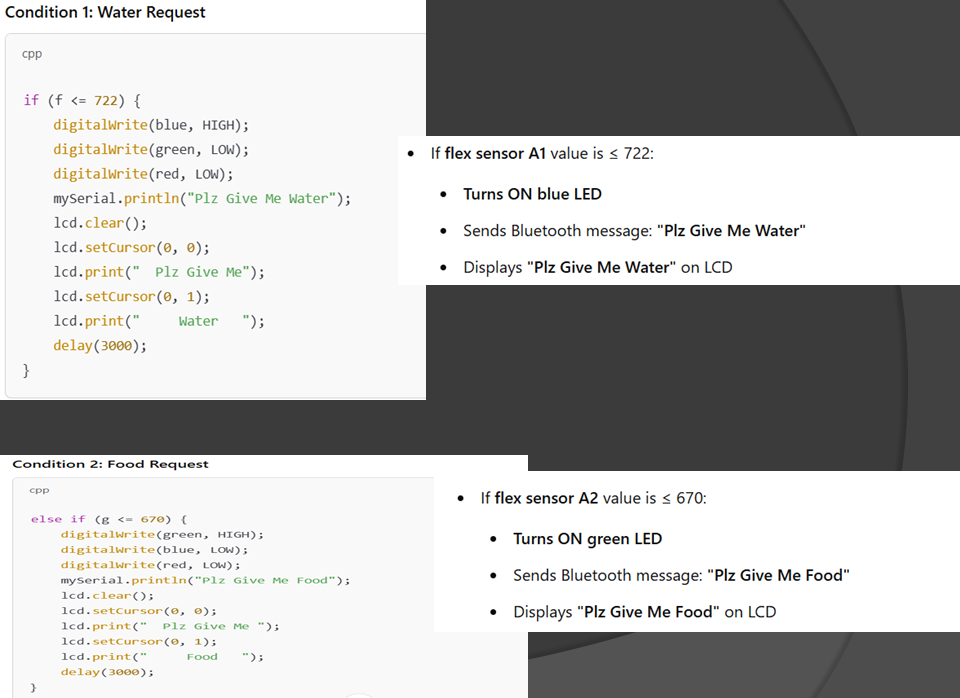 Condition 1: Water Request
cpp
if (f <= 722) {
    digitalWrite(blue, HIGH);
    digitalWrite(green, LOW);
    digitalWrite(red, LOW);
    mySerial.println("Plz Give Me Water");
    lcd.clear();
    lcd.setCursor(0, 0);
    lcd.print("  Plz Give Me");
    lcd.setCursor(0, 1);
    lcd.print("     Water   ");
    delay(3000);
}
• If flex sensor A1 value is ≤ 722:
• Turns ON blue LED
• Sends Bluetooth message: "Plz Give Me Water"
• Displays "Plz Give Me Water" on LCD
Condition 2: Food Request
cpp
else if (g <= 670) {
    digitalWrite(green, HIGH);
    digitalWrite(blue, LOW);
    digitalWrite(red, LOW);
    mySerial.println("Plz Give Me Food");
    lcd.clear();
    lcd.setCursor(0, 0);
    lcd.print("  Plz Give Me ");
    lcd.setCursor(0, 1);
    lcd.print("     Food   ");
    delay(3000);
}
• If flex sensor A2 value is ≤ 670:
• Turns ON green LED
• Sends Bluetooth message: "Plz Give Me Food"
• Displays "Plz Give Me Food" on LCD